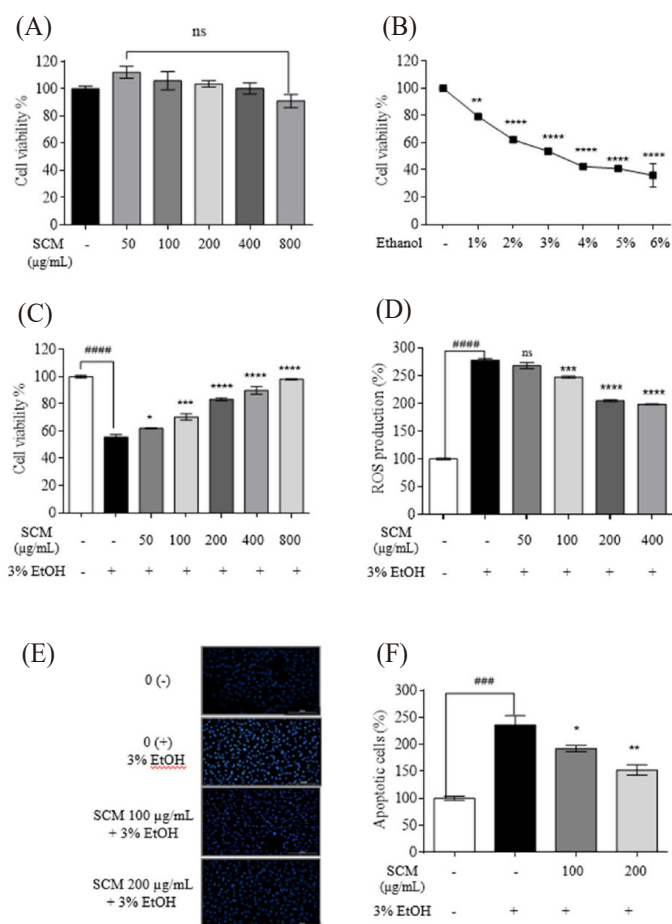 (A)
ns
Cell viability %
120
100
80
60
40
20
0
SCM
(µg/mL)
- 50 100 200 400 800
(B)
Cell viability %
120
100
80
60
40
20
0
** **** **** **** **** ****
Ethanol - 1% 2% 3% 4% 5% 6%
(C)
####
* *** **** **** ****
Cell viability %
120
100
80
60
40
20
0
SCM
(µg/mL)
- - 50 100 200 400 800
3% EtOH - + + + + + +
(D)
####
ns *** **** ****
ROS production (%)
300
250
200
150
100
50
0
SCM
(µg/mL)
- - 50 100 200 400
3% EtOH - + + + + +
(E)
0 (-)
0 (+)
3% EtOH
SCM 100 µg/mL
+ 3% EtOH
SCM 200 µg/mL
+ 3% EtOH
(F)
###
* **
Apoptotic cells (%)
300
250
200
150
100
50
0
SCM
(µg/mL)
- - 100 200
3% EtOH - + + +